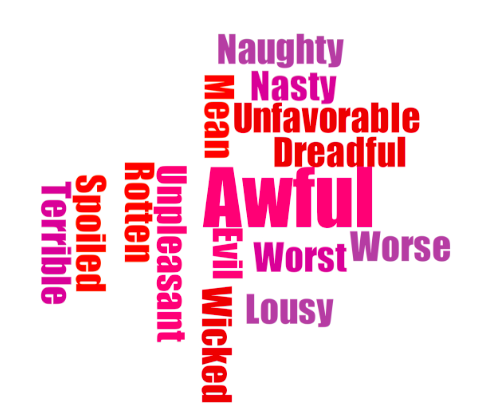 Naughty
Nasty
Mean
Unfavorable
Dreadful
Awful
Unpleasant
Rotten
Spoiled
Terrible
Evil
Worst
Worse
Wicked
Lousy